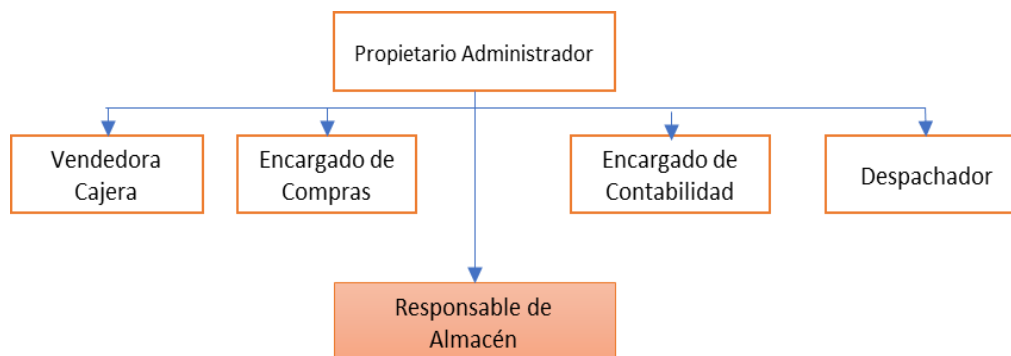 Propietario Administrador
Vendedora
Cajera
Encargado de
Compras
Encargado de
Contabilidad
Despachador
Responsable de
Almacén